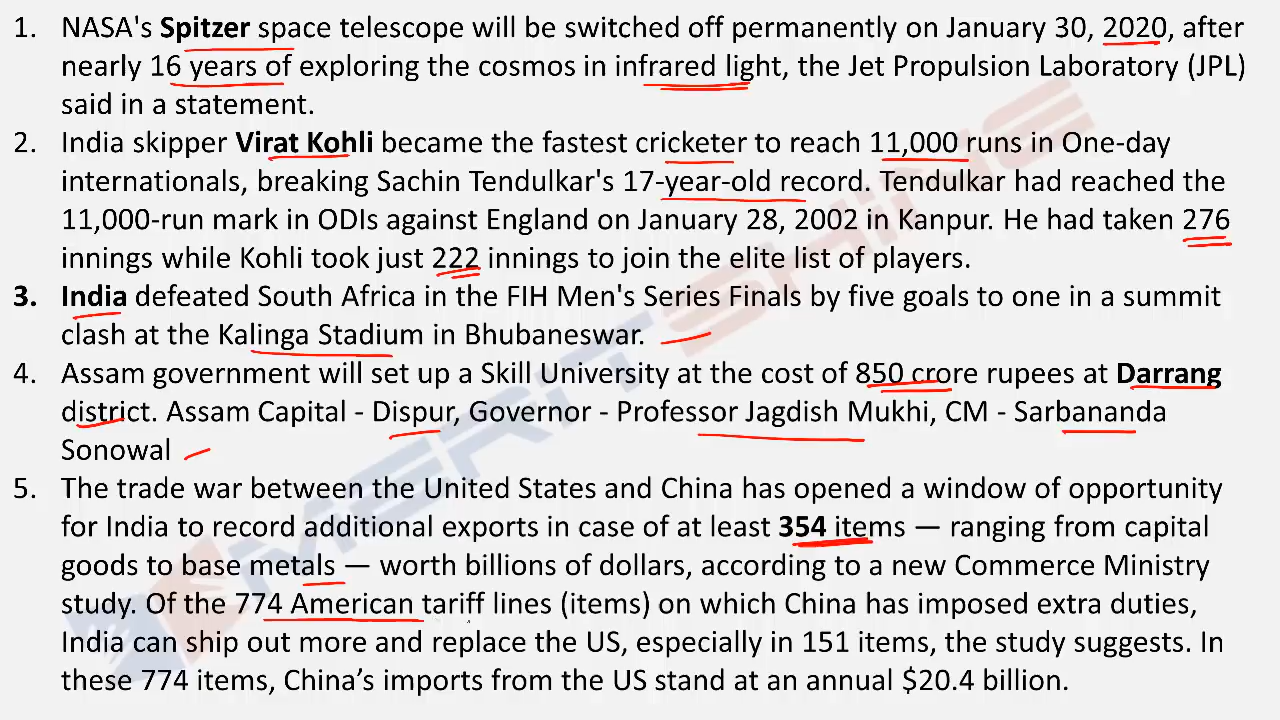 1. NASA's Spitzer space telescope will be switched off permanently on January 30, 2020, after
nearly 16 years of exploring the cosmos in infrared light, the Jet Propulsion Laboratory (JPL)
said in a statement.
2. India skipper Virat Kohli became the fastest cricketer to reach 11,000 runs in One-day
internationals, breaking Sachin Tendulkar's 17-year-old record. Tendulkar had reached the
11,000-run mark in ODIs against England on January 28, 2002 in Kanpur. He had taken 276
innings while Kohli took just 222 innings to join the elite list of players.
3. India defeated South Africa in the FIH Men's Series Finals by five goals to one in a summit
clash at the Kalinga Stadium in Bhubaneswar.
4. Assam government will set up a Skill University at the cost of 850 crore rupees at Darrang
district. Assam Capital - Dispur, Governor - Professor Jagdish Mukhi, CM - Sarbananda
Sonowal
5. The trade war between the United States and China has opened a window of opportunity
for India to record additional exports in case of at least 354 items — ranging from capital
goods to base metals — worth billions of dollars, according to a new Commerce Ministry
study. Of the 774 American tariff lines (items) on which China has imposed extra duties,
India can ship out more and replace the US, especially in 151 items, the study suggests. In
these 774 items, China’s imports from the US stand at an annual $20.4 billion.
MERIT SHINE